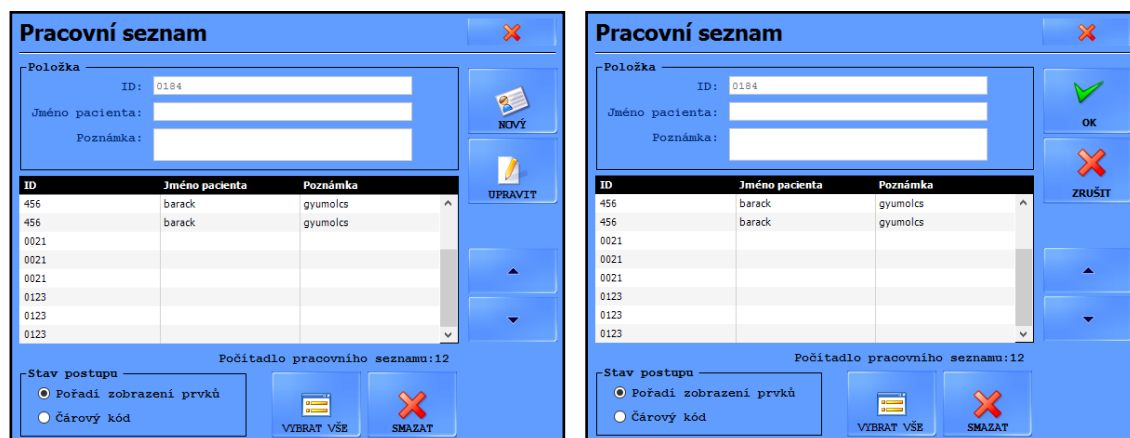 Pracovní seznam
Položka
ID: 0184
Jméno pacienta:
Poznámka:
NOVÝ
UPRAVIT
ID Jméno pacienta Poznámka
456 barack gyumolcs
456 barack gyumolcs
0021
0021
0021
0123
0123
0123
Počítadlo pracovního seznamu:12
Stav postupu
Pořadí zobrazení prvků
Čárový kód
VYBRAT VŠE
SMAZAT
Pracovní seznam
Položka
ID: 0184
Jméno pacienta:
Poznámka:
OK
ZRUŠIT
ID Jméno pacienta Poznámka
456 barack gyumolcs
456 barack gyumolcs
0021
0021
0021
0123
0123
0123
Počítadlo pracovního seznamu:12
Stav postupu
Pořadí zobrazení prvků
Čárový kód
VYBRAT VŠE
SMAZAT